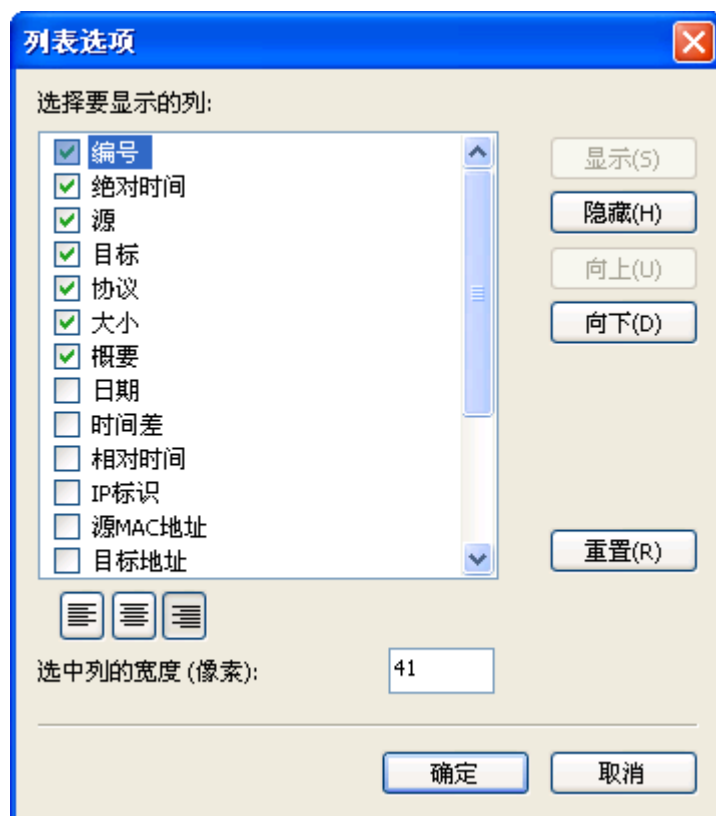 列表选项
选择要显示的列:
编号
绝对时间
源
目标
协议
大小
概要
日期
时间差
相对时间
IP标识
源MAC地址
目标地址
显示(S)
隐藏(H)
向上(U)
向下(D)
重置(R)
选中列的宽度(像素): 41
确定 取消